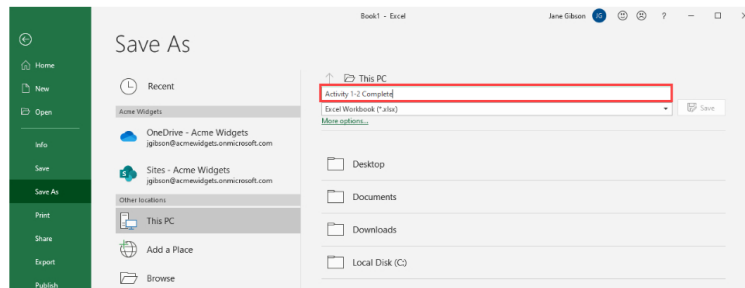 Book1 - Excel
Jane Gibson
JG
?
Save As
Home
New
Open
Info
Save
Save As
Print
Share
Export
Publish
Recent
Acme Widgets
OneDrive - Acme Widgets
jgibson@acmewidgets.onmicrosoft.com
Sites - Acme Widgets
jgibson@acmewidgets.onmicrosoft.com
Other locations
This PC
Add a Place
Browse
This PC
Activity 1-2 Complete
Excel Workbook (*.xlsx)
Save
More options...
Desktop
Documents
Downloads
Local Disk (C:)